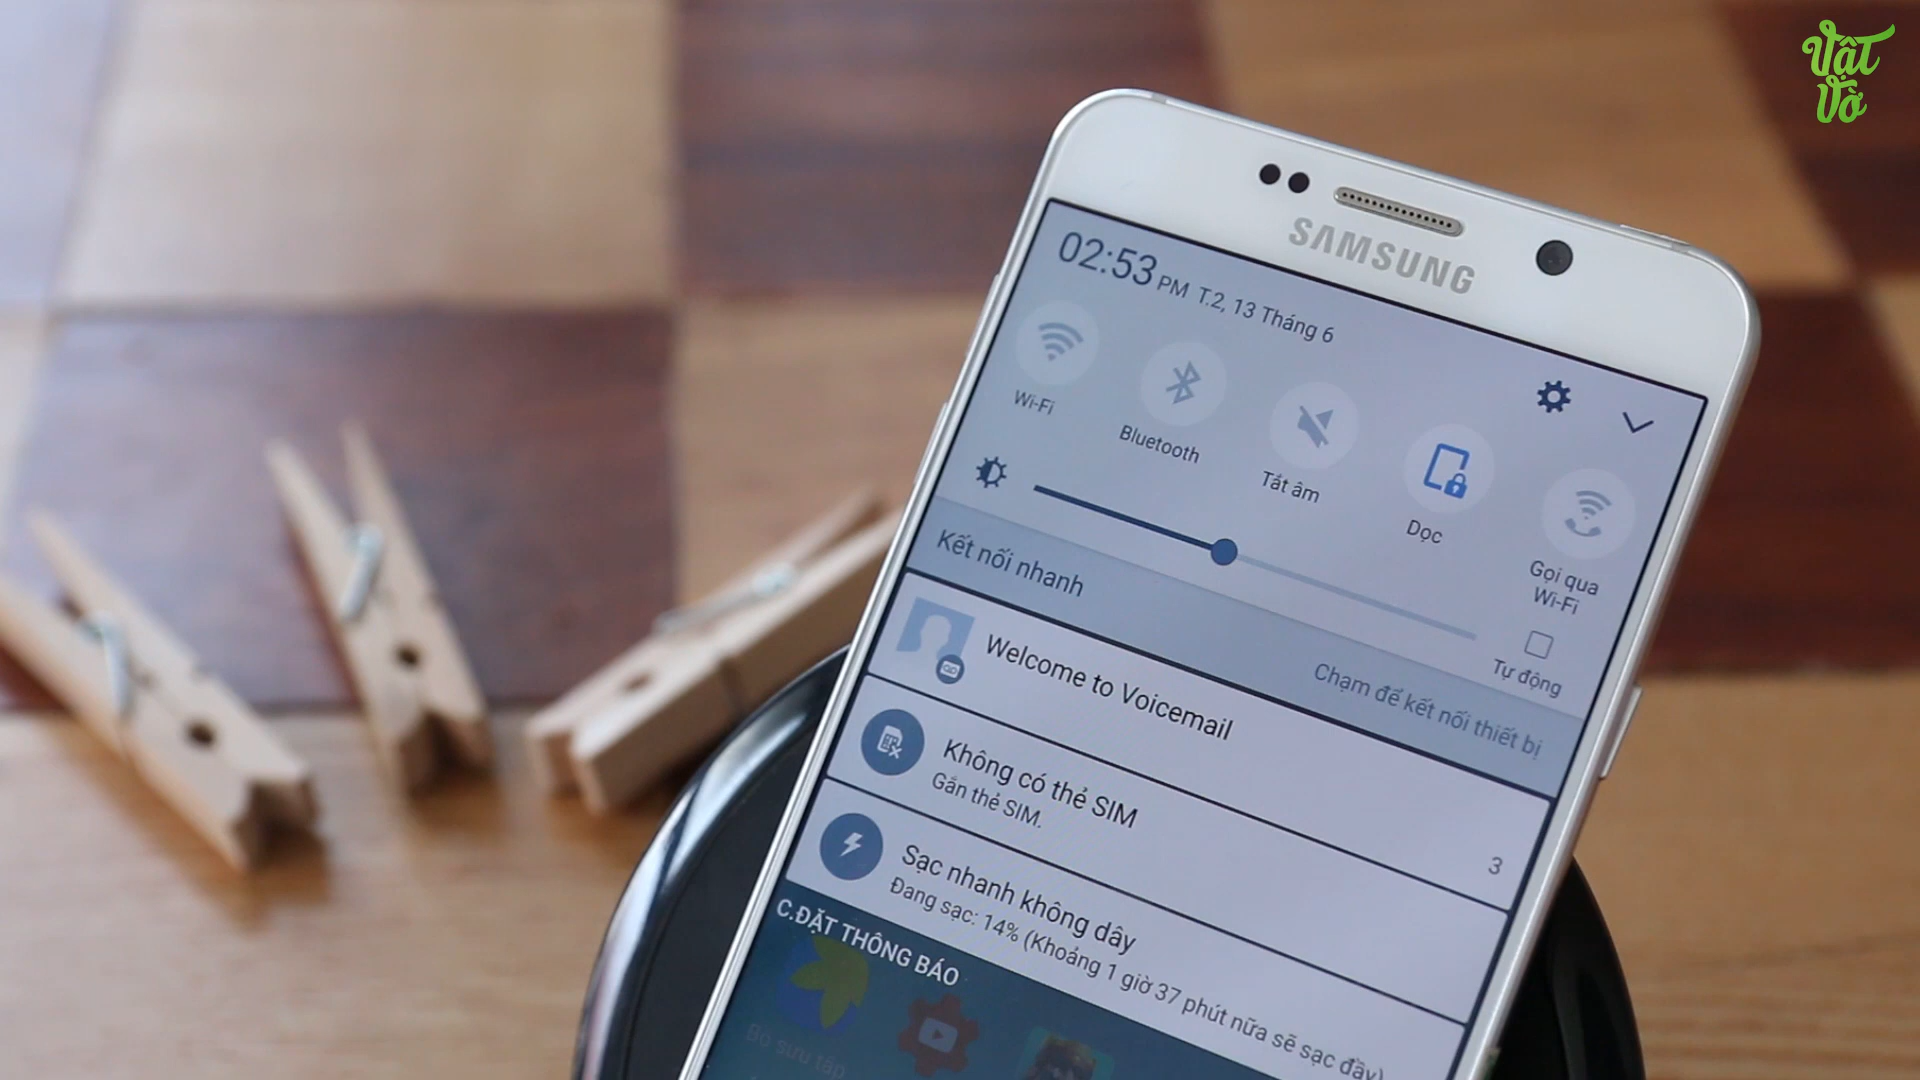 Vật
Vờ
SAMSUNG
02:53 PM T.2, 13 Tháng 6
Wi-Fi
Bluetooth
Tắt âm
Dọc
Gọi qua
Wi-Fi
Tự động
Kết nối nhanh
Chạm để kết nối thiết bị
Welcome to Voicemail
3
Không có thẻ SIM
Gắn thẻ SIM.
Sạc nhanh không dây
Đang sạc: 14% (Khoảng 1 giờ 37 phút nữa sẽ sạc đầy)
C.ĐẶT THÔNG BÁO
Bộ sưu tập